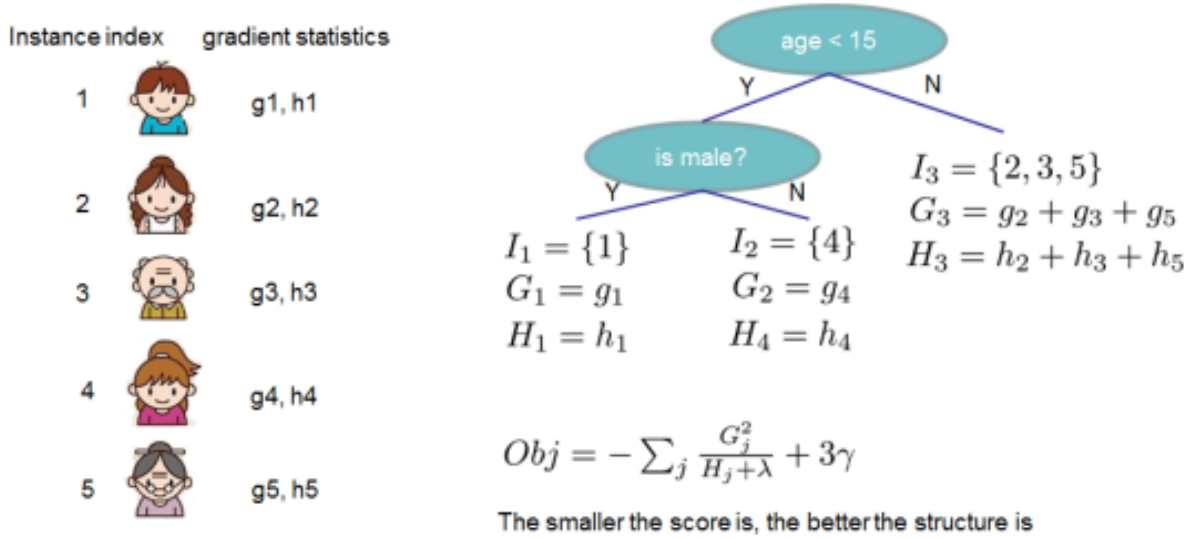 Instance index gradient statistics
1 g1, h1
2 g2, h2
3 g3, h3
4 g4, h4
5 g5, h5
age < 15
Y N
is male?
Y N
I₁ = {1}
G₁ = g₁
H₁ = h₁
I₂ = {4}
G₂ = g₄
H₄ = h₄
I₃ = {2, 3, 5}
G₃ = g₂ + g₃ + g₅
H₃ = h₂ + h₃ + h₅
Obj = − ∑ⱼ Gⱼ²/(Hⱼ+λ) + 3γ
The smaller the score is, the better the structure is